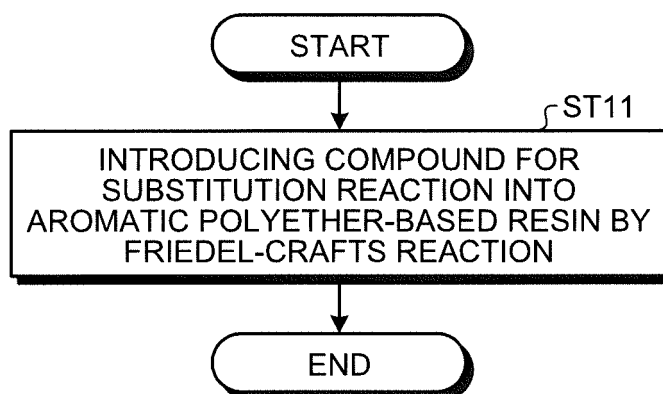 START
ST11
INTRODUCING COMPOUND FOR
SUBSTITUTION REACTION INTO
AROMATIC POLYETHER-BASED RESIN BY
FRIEDEL-CRAFTS REACTION
END